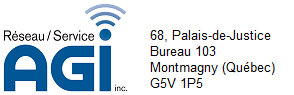 Réseau / Service
AGI inc.
68, Palais-de-Justice
Bureau 103
Montmagny (Québec)
G5V 1P5